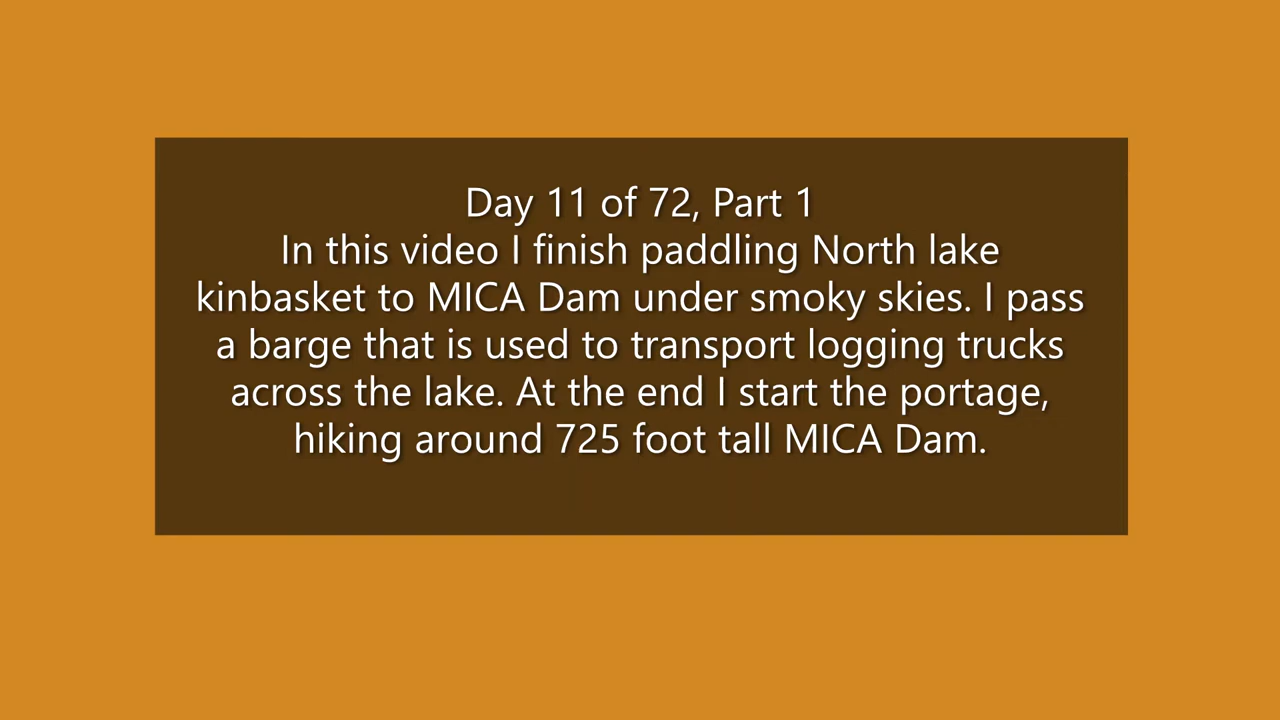 Day 11 of 72, Part 1
In this video I finish paddling North lake
kinbasket to MICA Dam under smoky skies. I pass
a barge that is used to transport logging trucks
across the lake. At the end I start the portage,
hiking around 725 foot tall MICA Dam.